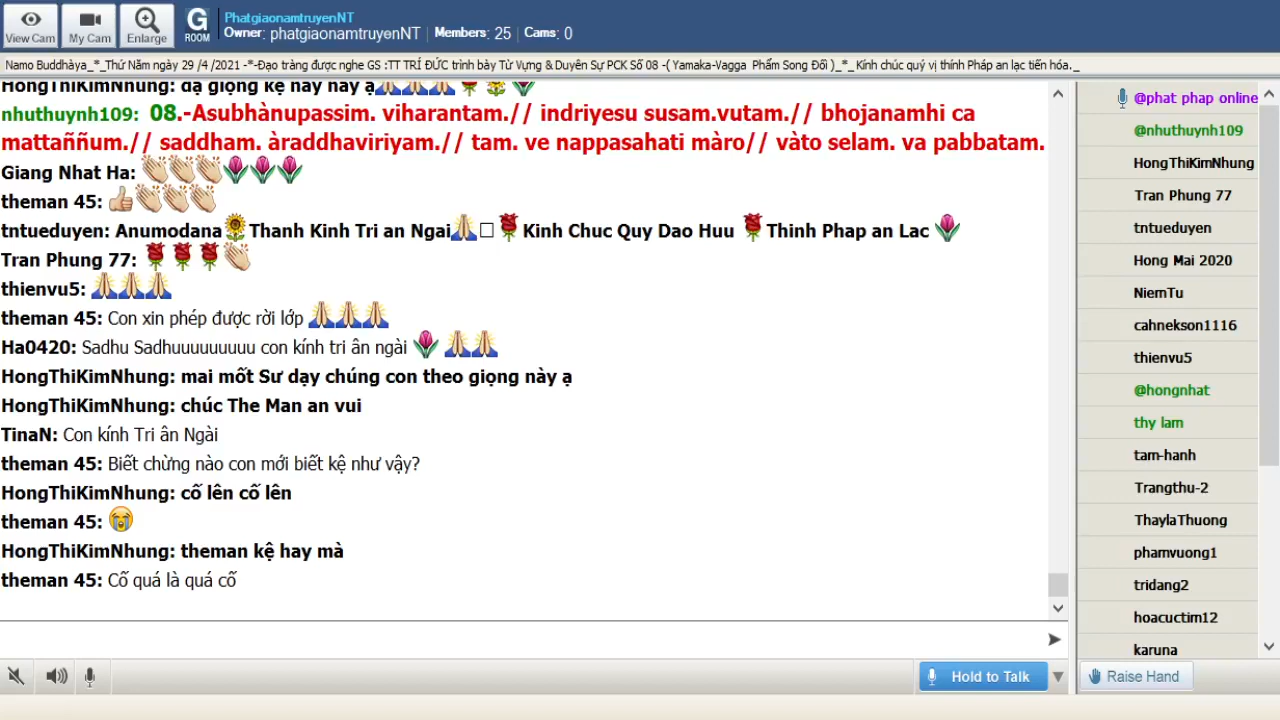 View Cam
My Cam
Enlarge
G
ROOM
PhatgiaonamtruyenNT
Owner: phatgiaonamtruyenNT | Members: 25 | Cams: 0
Namo Buddhàya_*_Thứ Năm ngày 29 /4 /2021 -*-Đạo tràng được nghe GS :TT TRÍ ĐỨC trình bày Từ Vựng & Duyên Sự PCK Số 08 -( Yamaka-Vagga Phẩm Song Đối )_*_ Kính chúc quý vị thính Pháp an lạc tiến hóa._
HongThiKimNhung: dạ giọng kệ này hay ạ🙏🙏🙏🌹🌻🌷
nhuthuynh109: 08.-Asubhànupassim. viharantam.// indriyesu susam.vutam.// bhojanamhi ca
mattaññum.// saddham. àraddhaviriyam.// tam. ve nappasahati màro// vàto selam. va pabbatam.
Giang Nhat Ha: 👏👏👏🌷🌷🌷
theman 45: 👍👏👏👏
tntueduyen: Anumodana🌻Thanh Kinh Tri an Ngai🙏□🌹Kinh Chuc Quy Dao Huu 🌹Thinh Phap an Lac 🌷
Tran Phung 77: 🌹🌹🌹👏
thienvu5: 🙏🙏🙏
theman 45: Con xin phép được rời lớp 🙏🙏🙏
Ha0420: Sadhu Sadhuuuuuuuuu con kính tri ân ngài 🌷 🙏🙏
HongThiKimNhung: mai mốt Sư dạy chúng con theo giọng này ạ
HongThiKimNhung: chúc The Man an vui
TinaN: Con kính Tri ân Ngài
theman 45: Biết chừng nào con mới biết kệ như vậy?
HongThiKimNhung: cố lên cố lên
theman 45: 😭
HongThiKimNhung: theman kệ hay mà
theman 45: Cố quá là quá cố
Hold to Talk
@phat phap online
@nhuthuynh109
HongThiKimNhung
Tran Phung 77
tntueduyen
Hong Mai 2020
NiemTu
cahnekson1116
thienvu5
@hongnhat
thy lam
tam-hanh
Trangthu-2
ThaylaThuong
phamvuong1
tridang2
hoacuctim12
karuna
Raise Hand